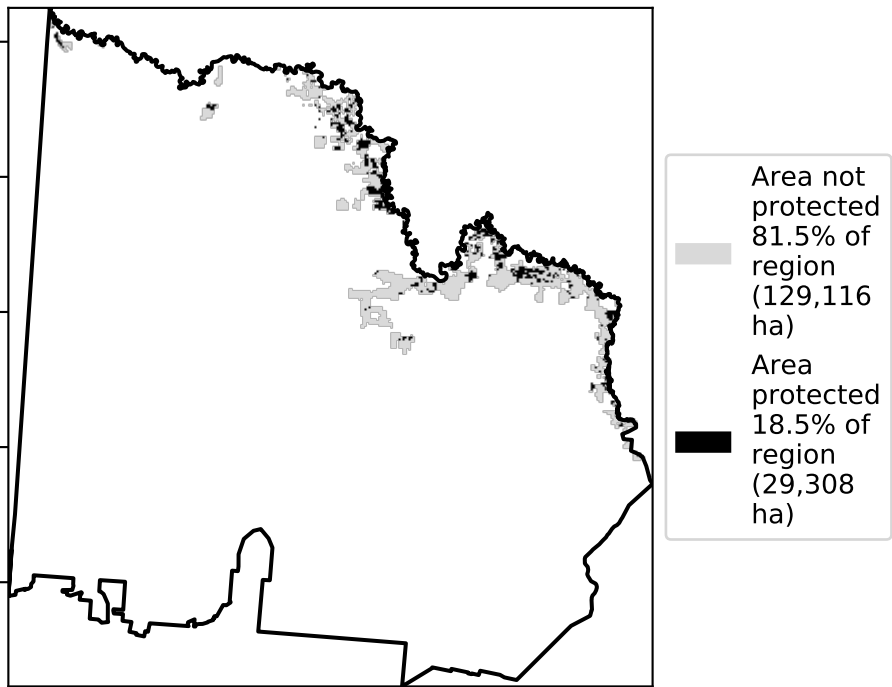 Area not
protected
81.5% of
region
(129,116
ha)
Area
protected
18.5% of
region
(29,308
ha)